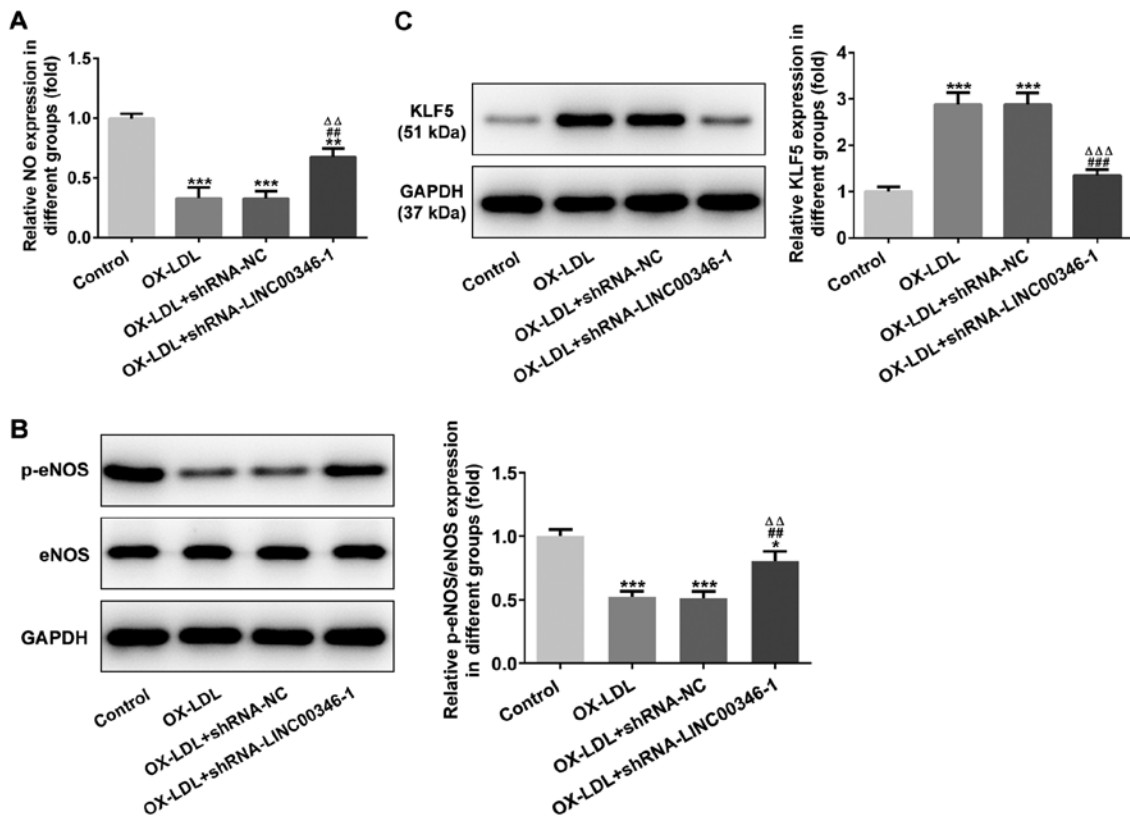 A
Relative NO expression in
different groups (fold)
1.5
1.0
0.5
0.0
***
***
ΔΔ
##
**
Control
OX-LDL
OX-LDL+shRNA-NC
OX-LDL+shRNA-LINC00346-1
C
KLF5
(51 kDa)
GAPDH
(37 kDa)
Control
OX-LDL
OX-LDL+shRNA-NC
OX-LDL+shRNA-LINC00346-1
Relative KLF5 expression in
different groups (fold)
4
3
2
1
0
***
***
ΔΔΔ
###
Control
OX-LDL
OX-LDL+shRNA-NC
OX-LDL+shRNA-LINC00346-1
B
p-eNOS
eNOS
GAPDH
Control
OX-LDL
OX-LDL+shRNA-NC
OX-LDL+shRNA-LINC00346-1
Relative p-eNOS/eNOS expression
in different groups (fold)
1.5
1.0
0.5
0.0
***
***
ΔΔ
##
*
Control
OX-LDL
OX-LDL+shRNA-NC
OX-LDL+shRNA-LINC00346-1